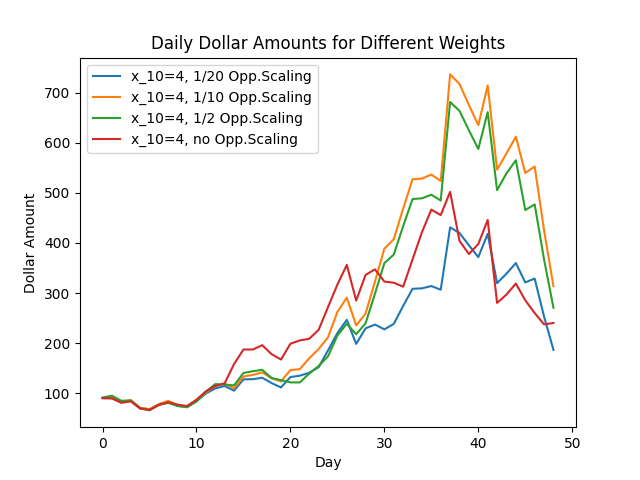 Daily Dollar Amounts for Different Weights
x_10=4, 1/20 Opp.Scaling
x_10=4, 1/10 Opp.Scaling
x_10=4, 1/2 Opp.Scaling
x_10=4, no Opp.Scaling
Dollar Amount
700
600
500
400
300
200
100
0 10 20 30 40 50
Day